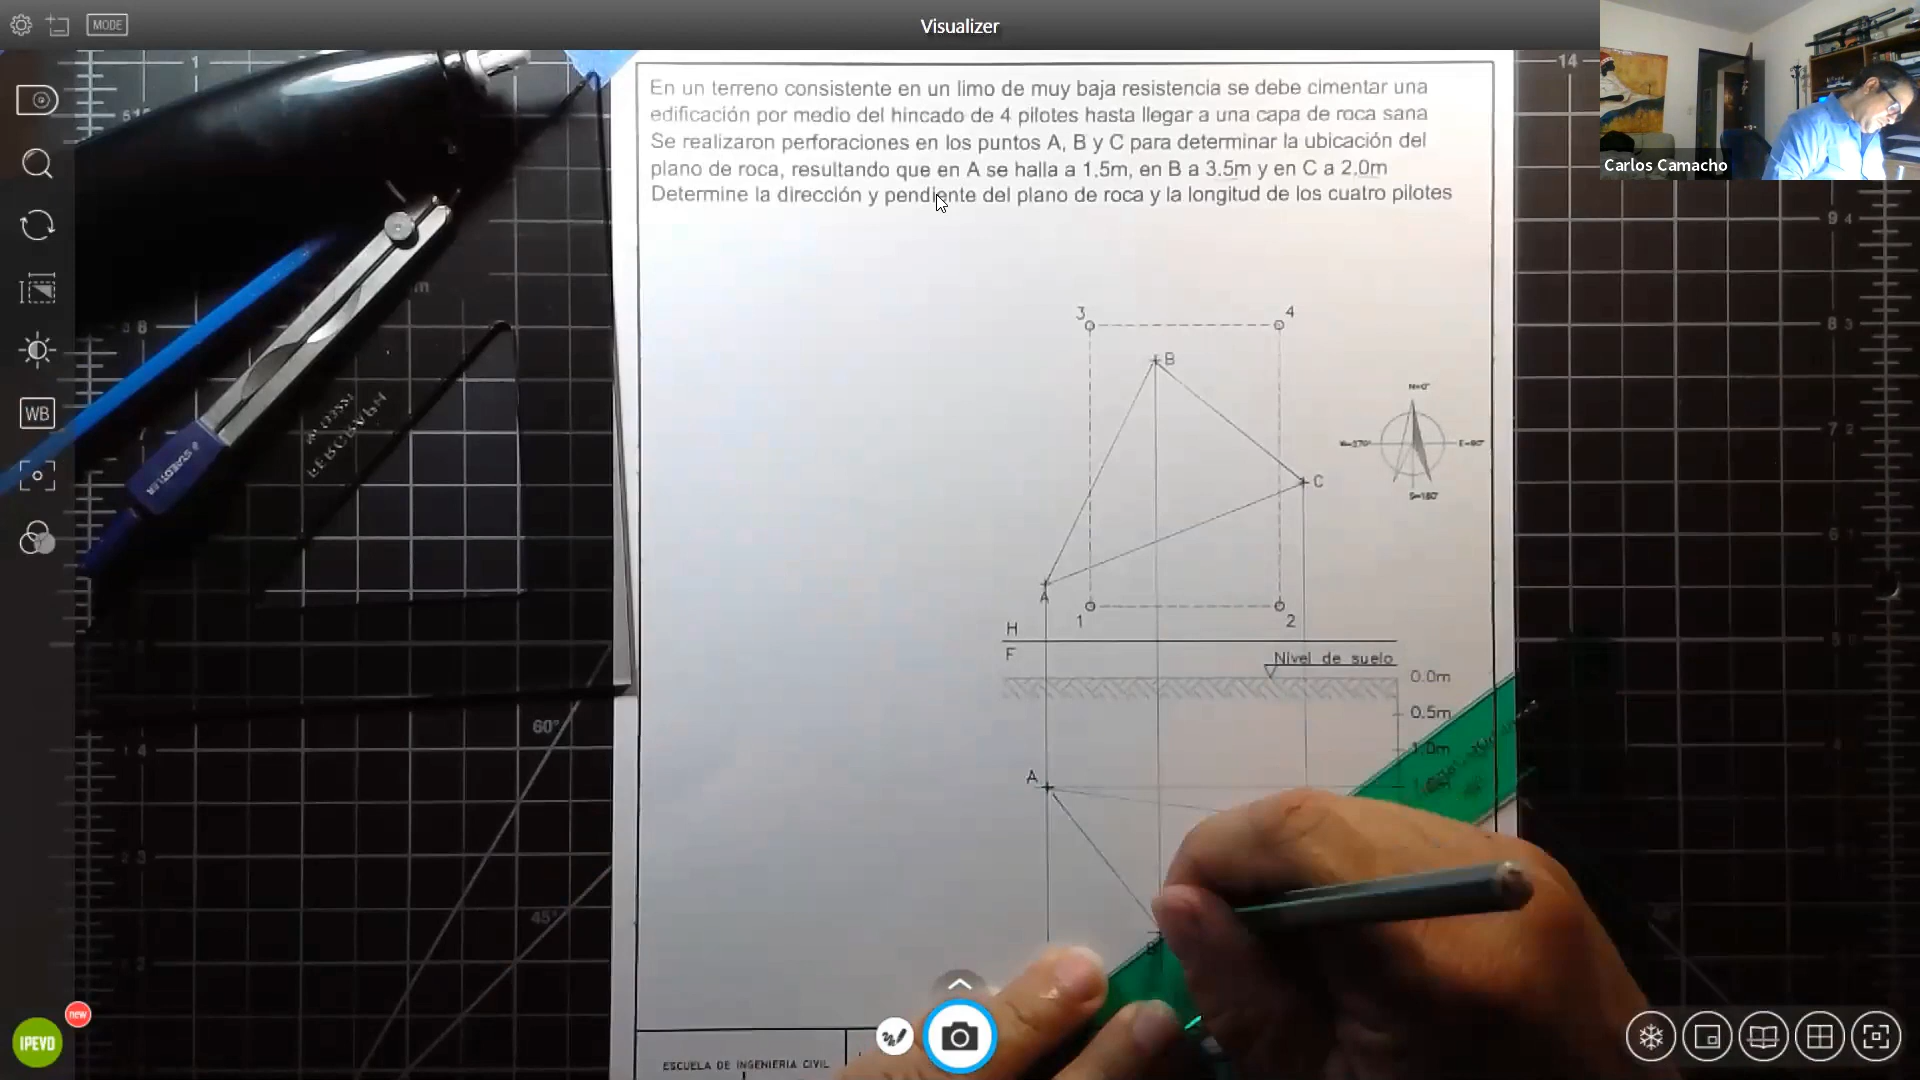 MODE
Visualizer
Carlos Camacho
En un terreno consistente en un limo de muy baja resistencia se debe cimentar una
edificación por medio del hincado de 4 pilotes hasta llegar a una capa de roca sana
Se realizaron perforaciones en los puntos A, B y C para determinar la ubicación del
plano de roca, resultando que en A se halla a 1.5m, en B a 3.5m y en C a 2.0m
Determine la dirección y pendiente del plano de roca y la longitud de los cuatro pilotes
3
4
B
N=0°
W=270°
E=90°
S=180°
C
A
1
2
H
F
Nivel de suelo
0.0m
0.5m
1.0m
A
B
ESCUELA DE INGENIERIA CIVIL
WB
STAEDTLER
60°
45°
14
new
IPEVO